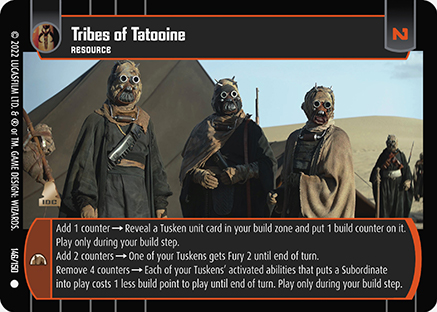 Tribes of Tatooine
RESOURCE
Add 1 counter → Reveal a Tusken unit card in your build zone and put 1 build counter on it.
Play only during your build step.
Add 2 counters → One of your Tuskens gets Fury 2 until end of turn.
Remove 4 counters → Each of your Tuskens' activated abilities that puts a Subordinate
into play costs 1 less build point to play until end of turn. Play only during your build step.
© 2022 LUCASFILM LTD. & ® or TM. GAME DESIGN: WIZARDS.
146/150
IDC